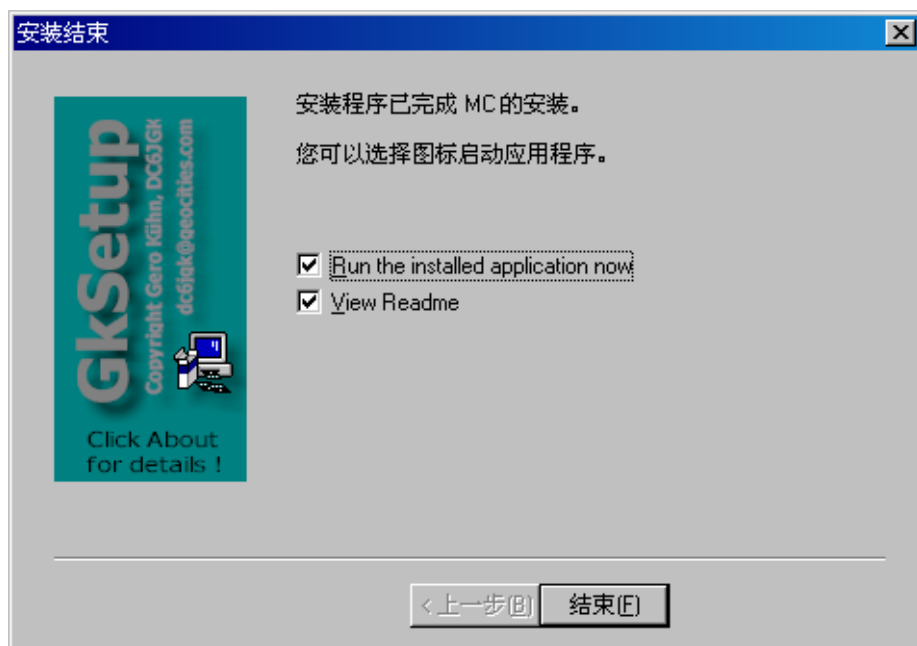 安装结束
GkSetup
Copyright Gero Kühn, DC6JGK
dc6jgk@geocities.com
Click About
for details !
安装程序已完成 MC的安装。
您可以选择图标启动应用程序。
Run the installed application now
View Readme
<上一步(B)
结束(F)